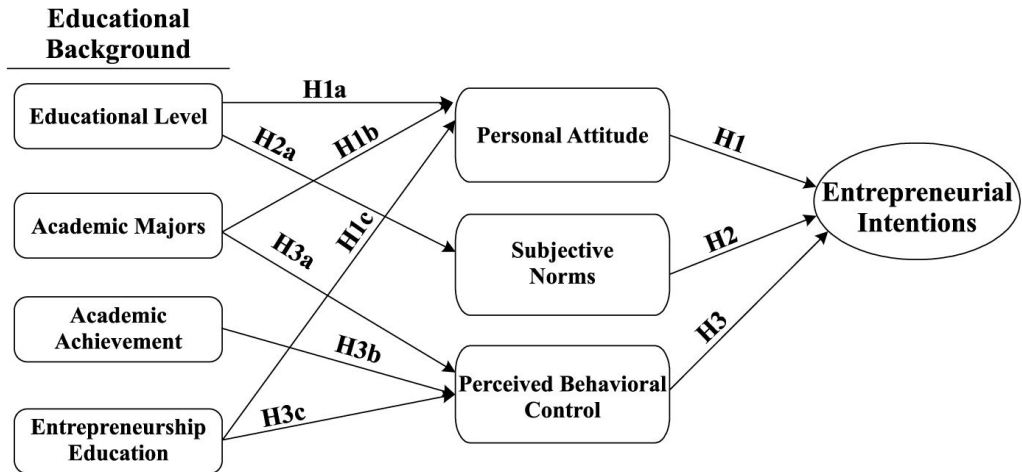 Educational
Background
Educational Level
H1a
H1b
H2a
Personal Attitude
H1
Academic Majors
H1c
H3a
Subjective
Norms
H2
Entrepreneurial
Intentions
Academic
Achievement
H3b
Perceived Behavioral
Control
H3
Entrepreneurship
Education
H3c